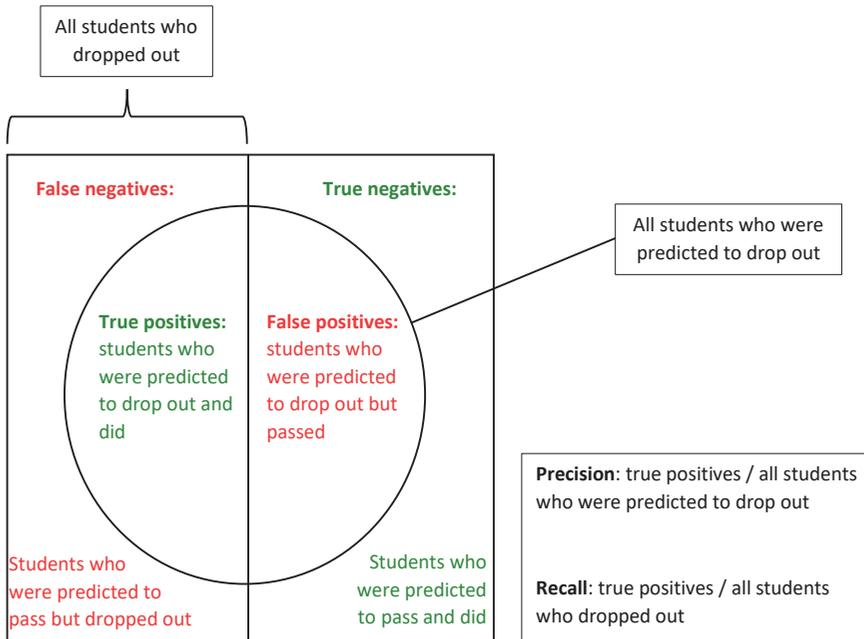 All students who
dropped out
False negatives:
True negatives:
All students who were
predicted to drop out
True positives:
students who
were predicted
to drop out and
did
False positives:
students who
were predicted
to drop out but
passed
Students who
were predicted to
pass but dropped out
Students who
were predicted
to pass and did
Precision: true positives / all students
who were predicted to drop out
Recall: true positives / all students
who dropped out